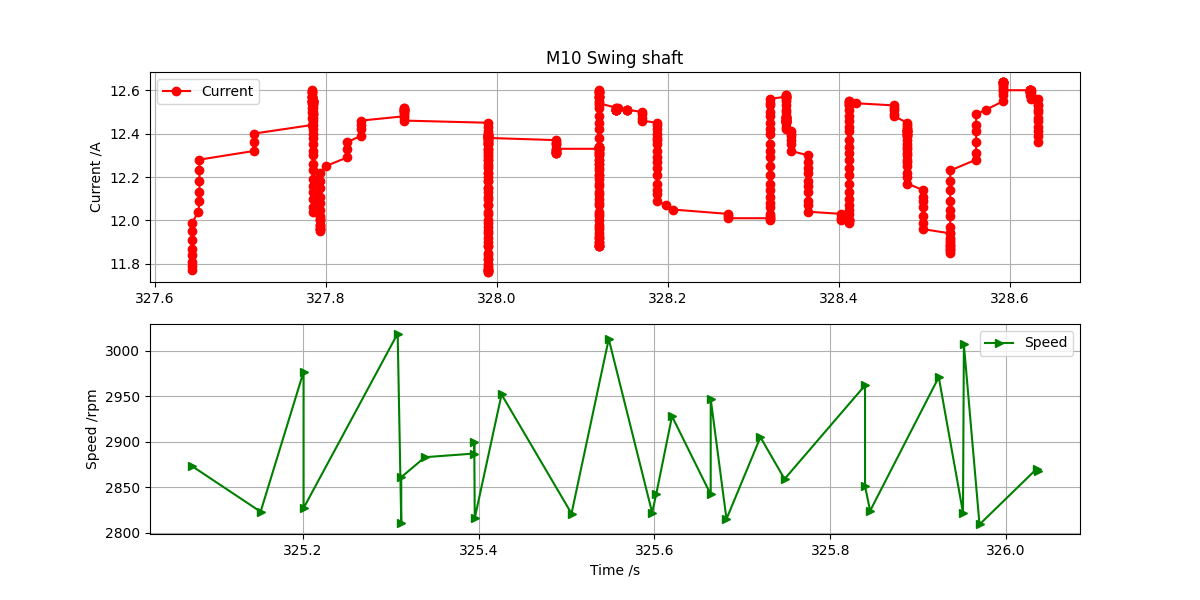 M10 Swing shaft
Current /A
12.6
12.4
12.2
12.0
11.8
Current
327.6 327.8 328.0 328.2 328.4 328.6
Speed /rpm
3000
2950
2900
2850
2800
Speed
325.2 325.4 325.6 325.8 326.0
Time /s